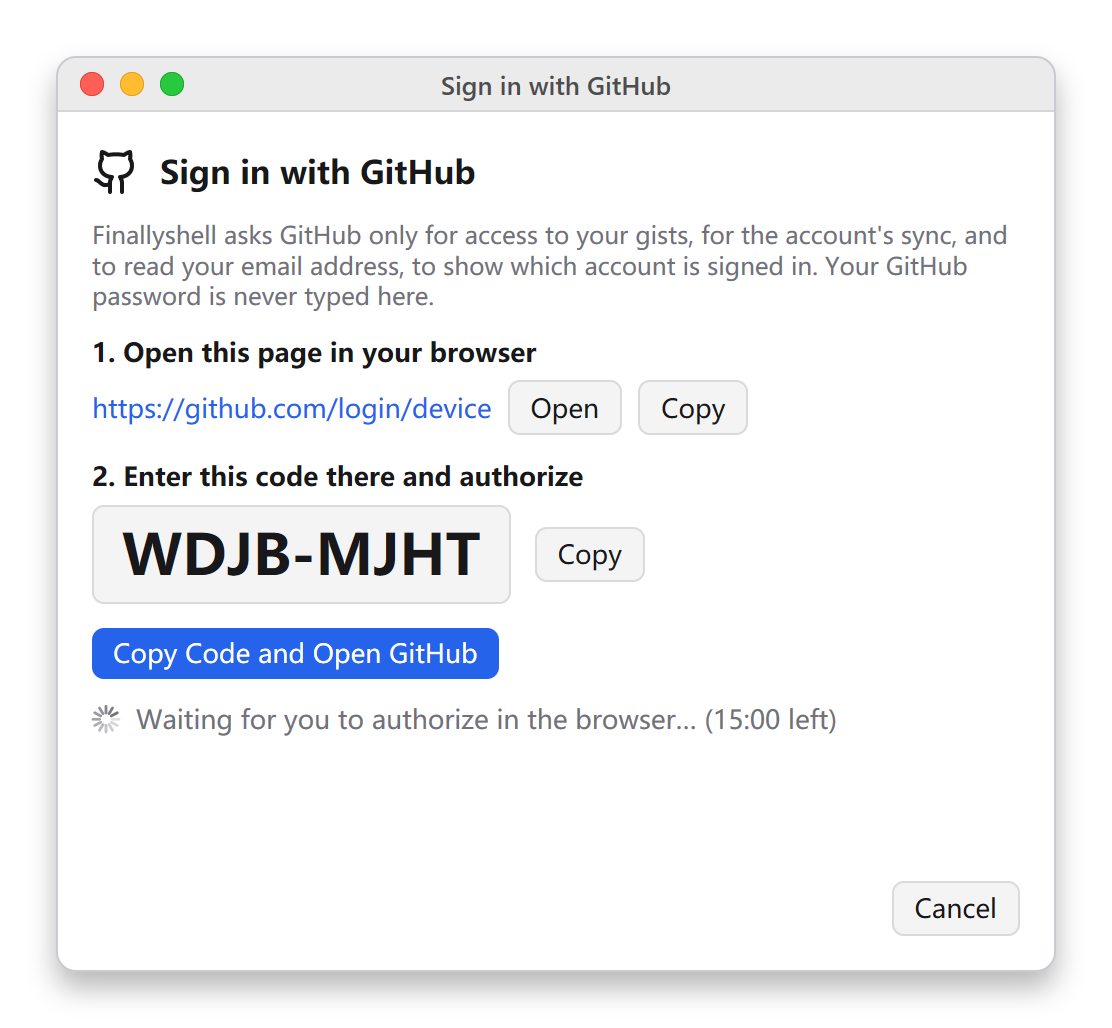 Sign in with GitHub
Sign in with GitHub
Finallyshell asks GitHub only for access to your gists, for the account's sync, and
to read your email address, to show which account is signed in. Your GitHub
password is never typed here.
1. Open this page in your browser
https://github.com/login/device Open Copy
2. Enter this code there and authorize
WDJB-MJHT Copy
Copy Code and Open GitHub
Waiting for you to authorize in the browser... (15:00 left)
Cancel